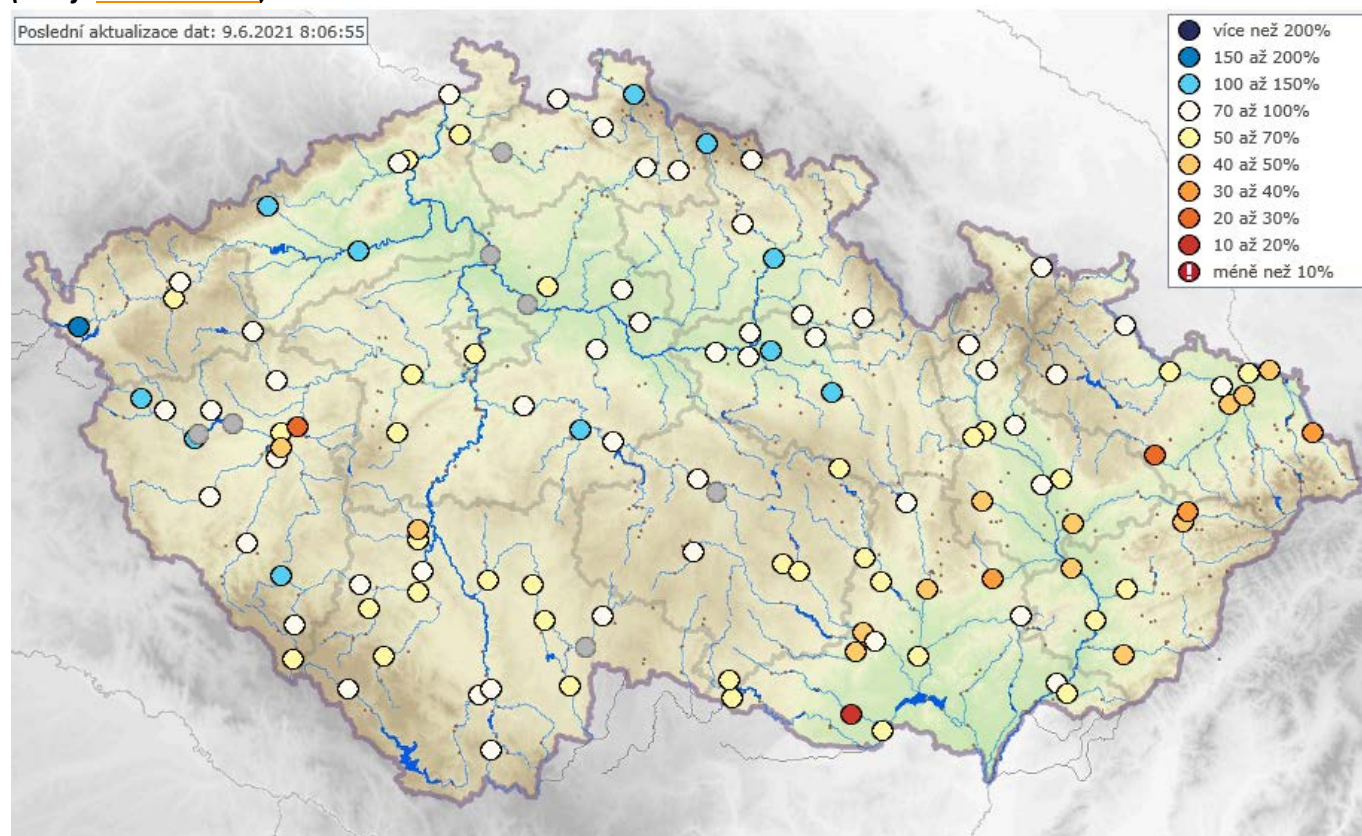 Poslední aktualizace dat: 9.6.2021 8:06:55
více než 200%
150 až 200%
100 až 150%
70 až 100%
50 až 70%
40 až 50%
30 až 40%
20 až 30%
10 až 20%
méně než 10%